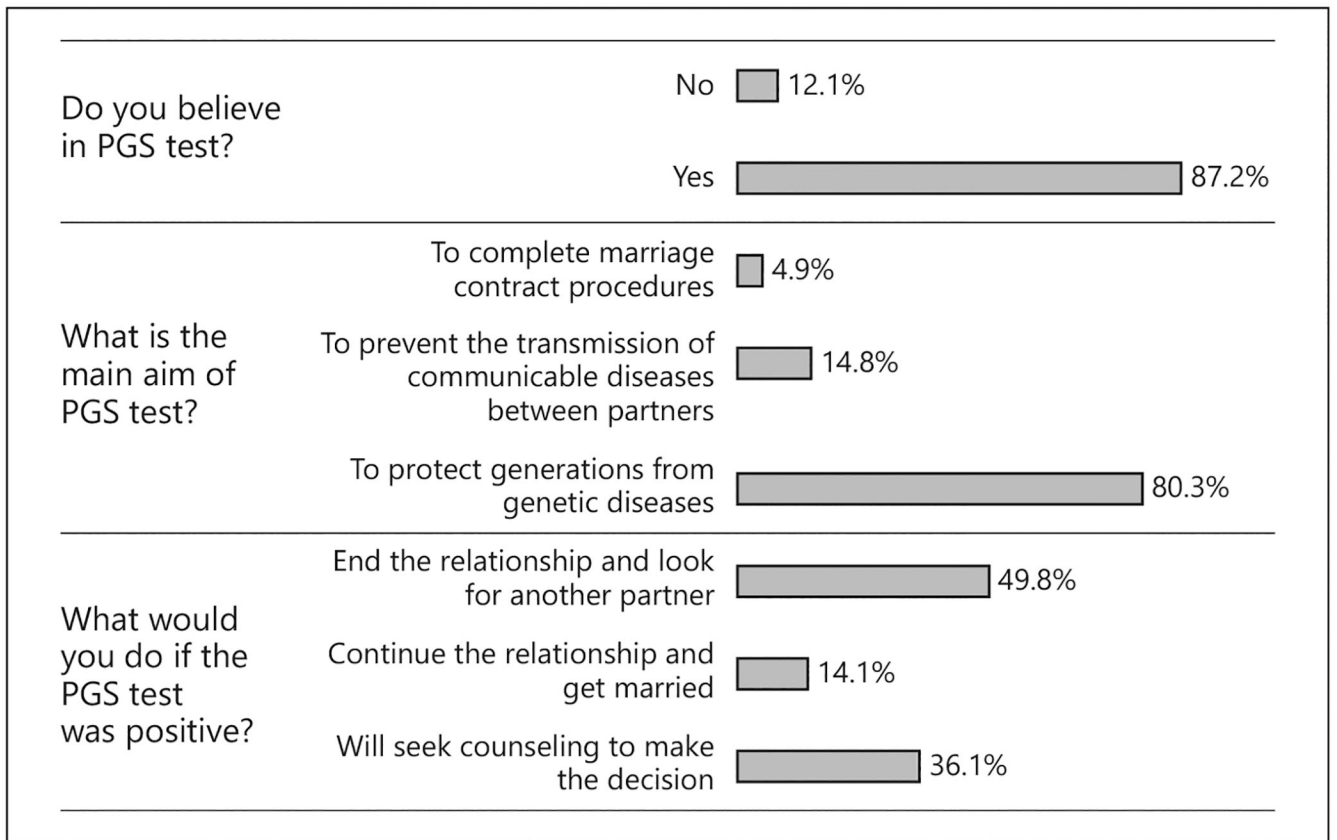 Do you believe
in PGS test?
No
12.1%
Yes
87.2%
What is the
main aim of
PGS test?
To complete marriage
contract procedures
4.9%
To prevent the transmission of
communicable diseases
between partners
14.8%
To protect generations from
genetic diseases
80.3%
What would
you do if the
PGS test
was positive?
End the relationship and look
for another partner
49.8%
Continue the relationship and
get married
14.1%
Will seek counseling to make
the decision
36.1%